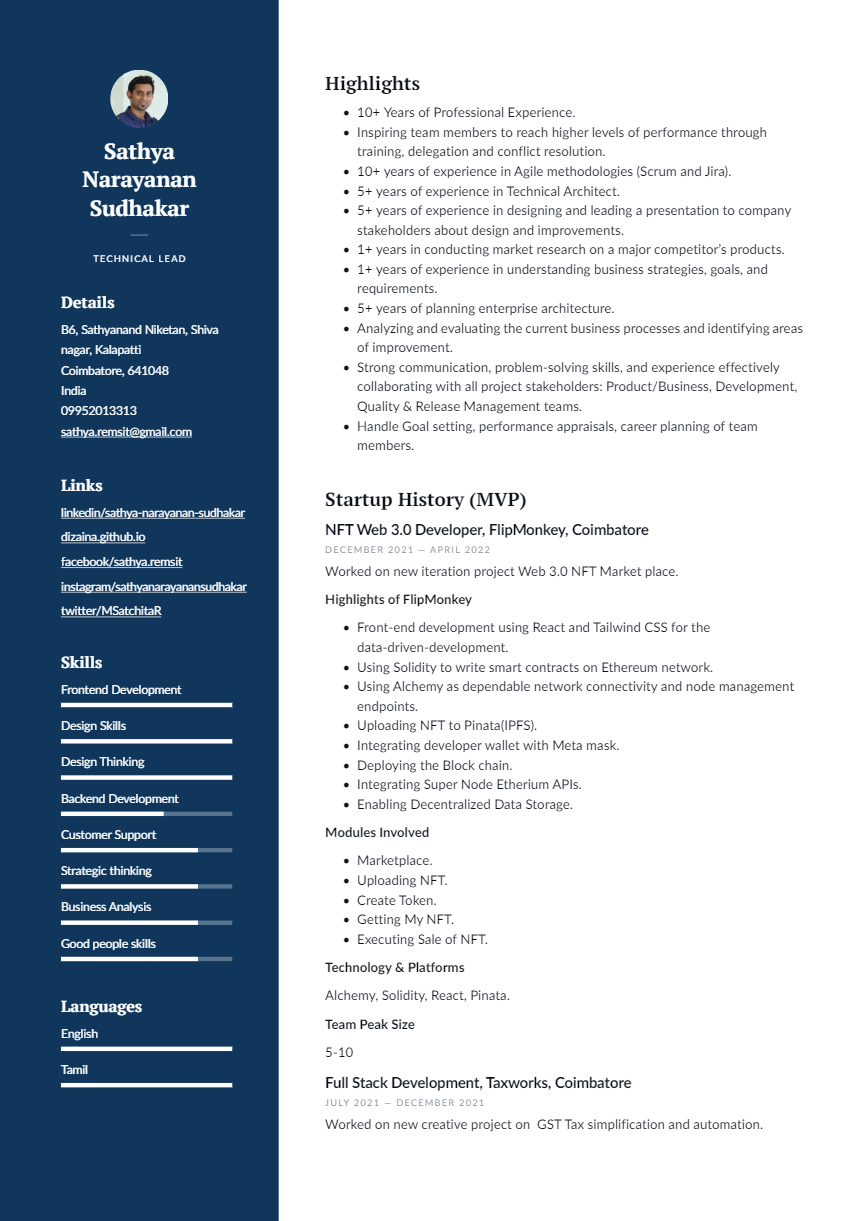 Sathya
Narayanan
Sudhakar
TECHNICAL LEAD
Details
B6, Sathyanand Niketan, Shiva
nagar, Kalapatti
Coimbatore, 641048
India
09952013313
sathya.remsit@gmail.com
Links
linkedin/sathya-narayanan-sudhakar
dizaina.github.io
facebook/sathya.remsit
instagram/sathyanarayanansudhakar
twitter/MSatchitaR
Skills
Frontend Development
Design Skills
Design Thinking
Backend Development
Customer Support
Strategic thinking
Business Analysis
Good people skills
Languages
English
Tamil
Highlights
• 10+ Years of Professional Experience.
• Inspiring team members to reach higher levels of performance through
training, delegation and conflict resolution.
• 10+ years of experience in Agile methodologies (Scrum and Jira).
• 5+ years of experience in Technical Architect.
• 5+ years of experience in designing and leading a presentation to company
stakeholders about design and improvements.
• 1+ years in conducting market research on a major competitor's products.
• 1+ years of experience in understanding business strategies, goals, and
requirements.
• 5+ years of planning enterprise architecture.
• Analyzing and evaluating the current business processes and identifying areas
of improvement.
• Strong communication, problem-solving skills, and experience effectively
collaborating with all project stakeholders: Product/Business, Development,
Quality & Release Management teams.
• Handle Goal setting, performance appraisals, career planning of team
members.
Startup History (MVP)
NFT Web 3.0 Developer, FlipMonkey, Coimbatore
DECEMBER 2021 — APRIL 2022
Worked on new iteration project Web 3.0 NFT Market place.
Highlights of FlipMonkey
• Front-end development using React and Tailwind CSS for the
data-driven-development.
• Using Solidity to write smart contracts on Ethereum network.
• Using Alchemy as dependable network connectivity and node management
endpoints.
• Uploading NFT to Pinata(IPFS).
• Integrating developer wallet with Meta mask.
• Deploying the Block chain.
• Integrating Super Node Etherium APIs.
• Enabling Decentralized Data Storage.
Modules Involved
• Marketplace.
• Uploading NFT.
• Create Token.
• Getting My NFT.
• Executing Sale of NFT.
Technology & Platforms
Alchemy, Solidity, React, Pinata.
Team Peak Size
5-10
Full Stack Development, Taxworks, Coimbatore
JULY 2021 — DECEMBER 2021
Worked on new creative project on  GST Tax simplification and automation.